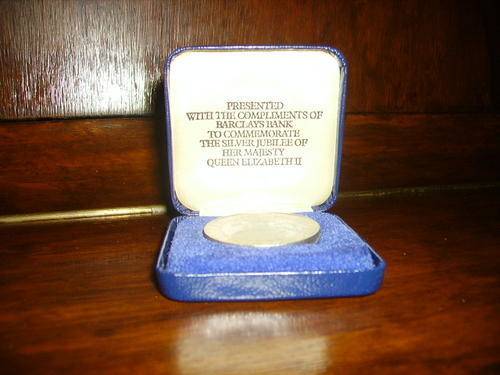 PRESENTED
WITH THE COMPLIMENTS OF
BARCLAYS BANK
TO COMMEMORATE
THE SILVER JUBILEE OF
HER MAJESTY
QUEEN ELIZABETH II